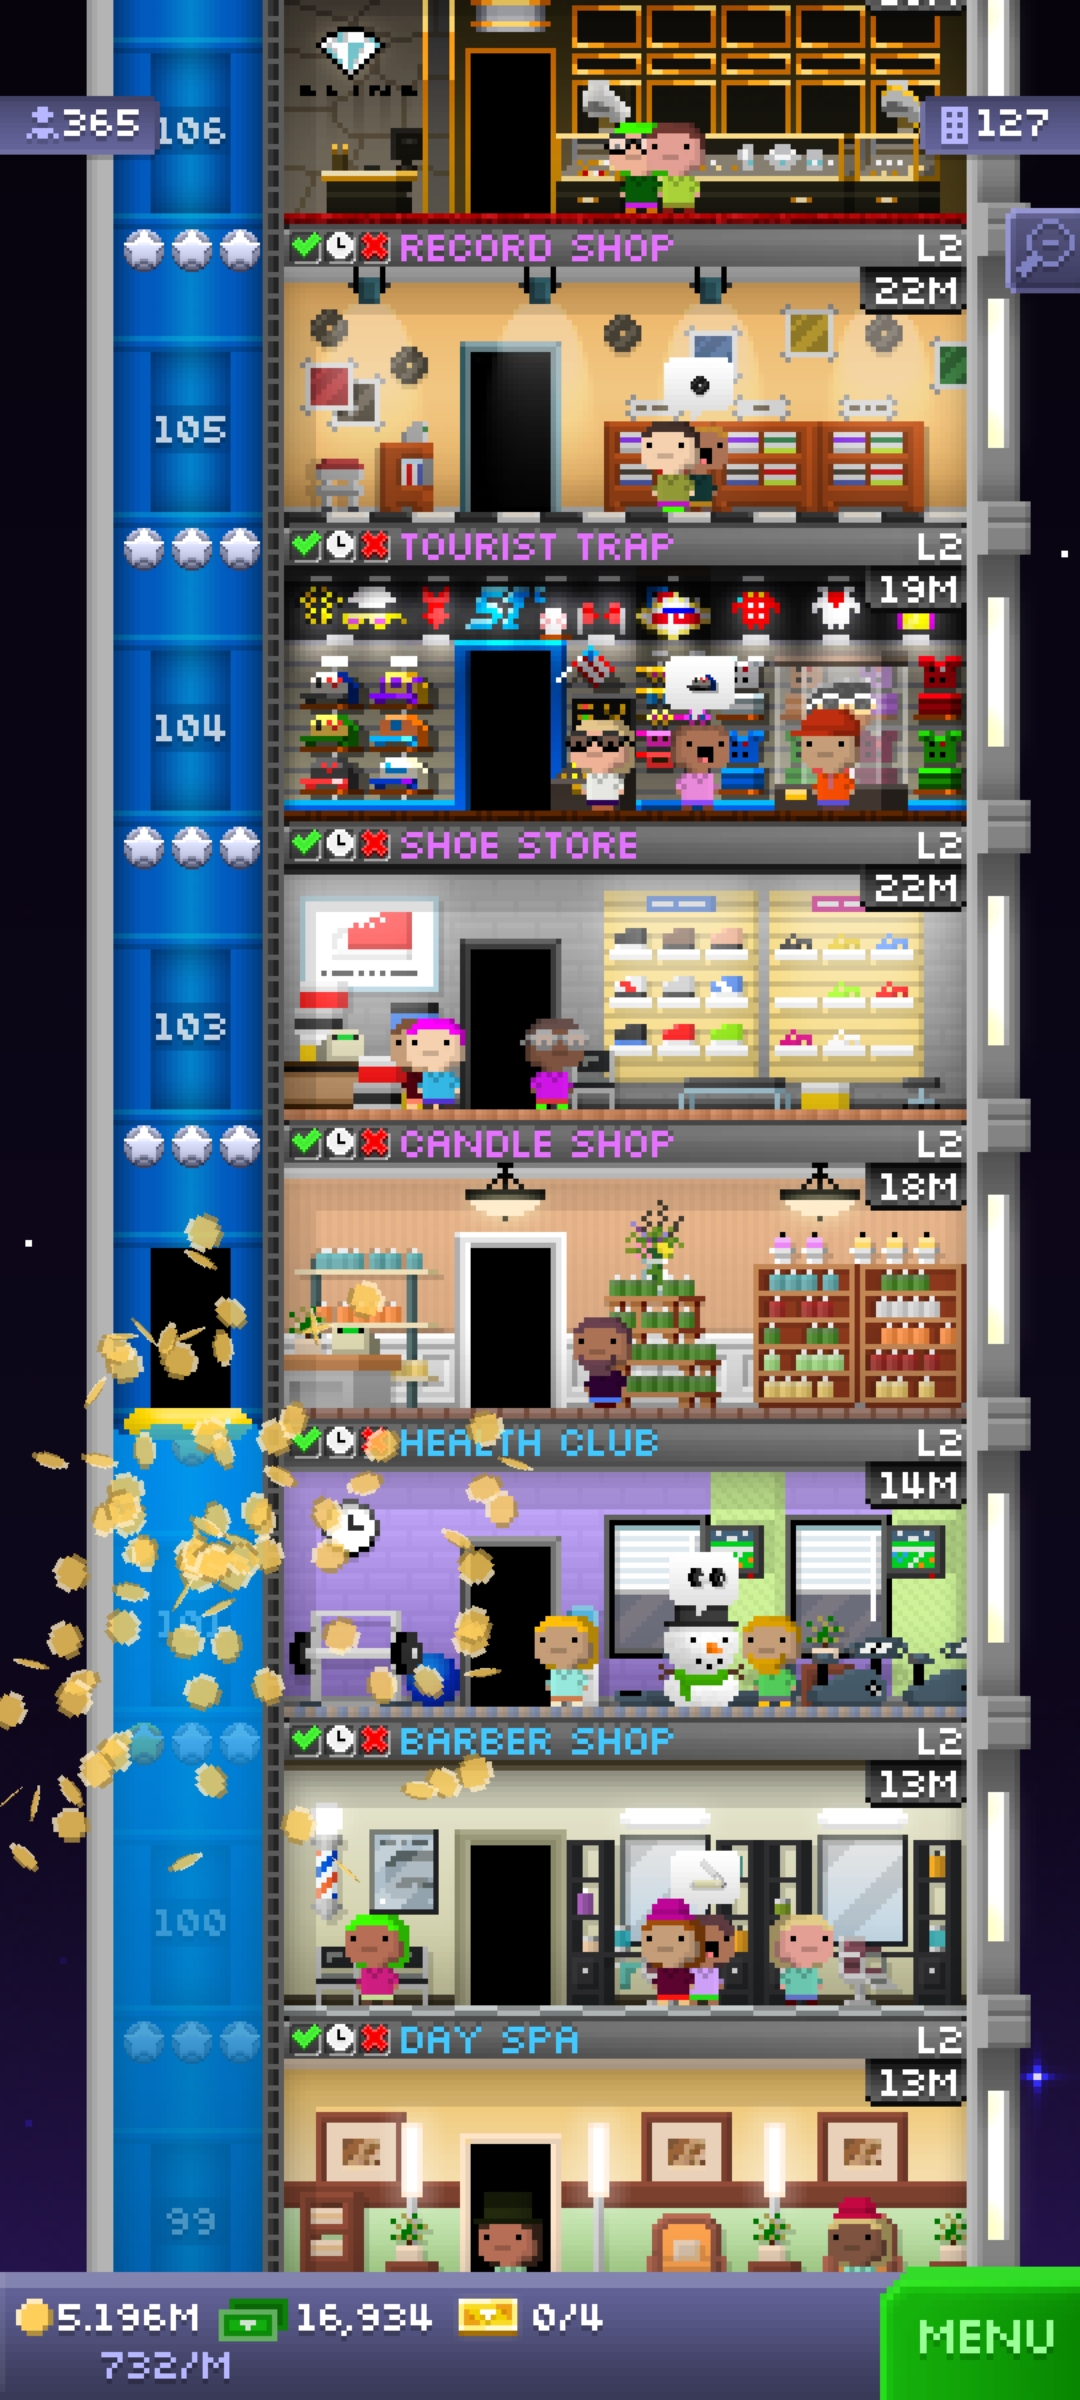 365
106
127
RECORD SHOP L2
22M
105
TOURIST TRAP L2
19M
104
SHOE STORE L2
22M
103
CANDLE SHOP L2
18M
HEALTH CLUB L2
14M
BARBER SHOP L2
13M
100
DAY SPA L2
13M
99
5.196M 16,934 0/4
732/M
MENU